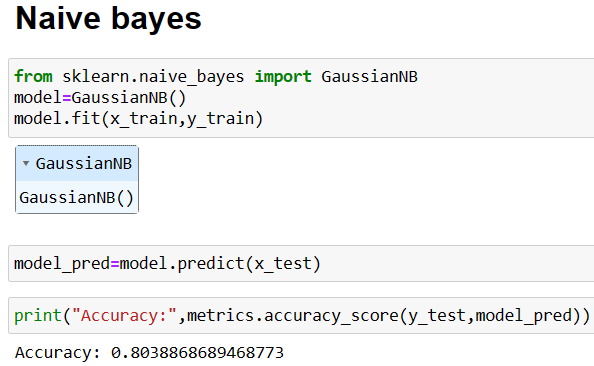 Naive bayes
from sklearn.naive_bayes import GaussianNB
model=GaussianNB()
model.fit(x_train,y_train)
GaussianNB
GaussianNB()
model_pred=model.predict(x_test)
print("Accuracy:",metrics.accuracy_score(y_test,model_pred))
Accuracy: 0.8038868689468773